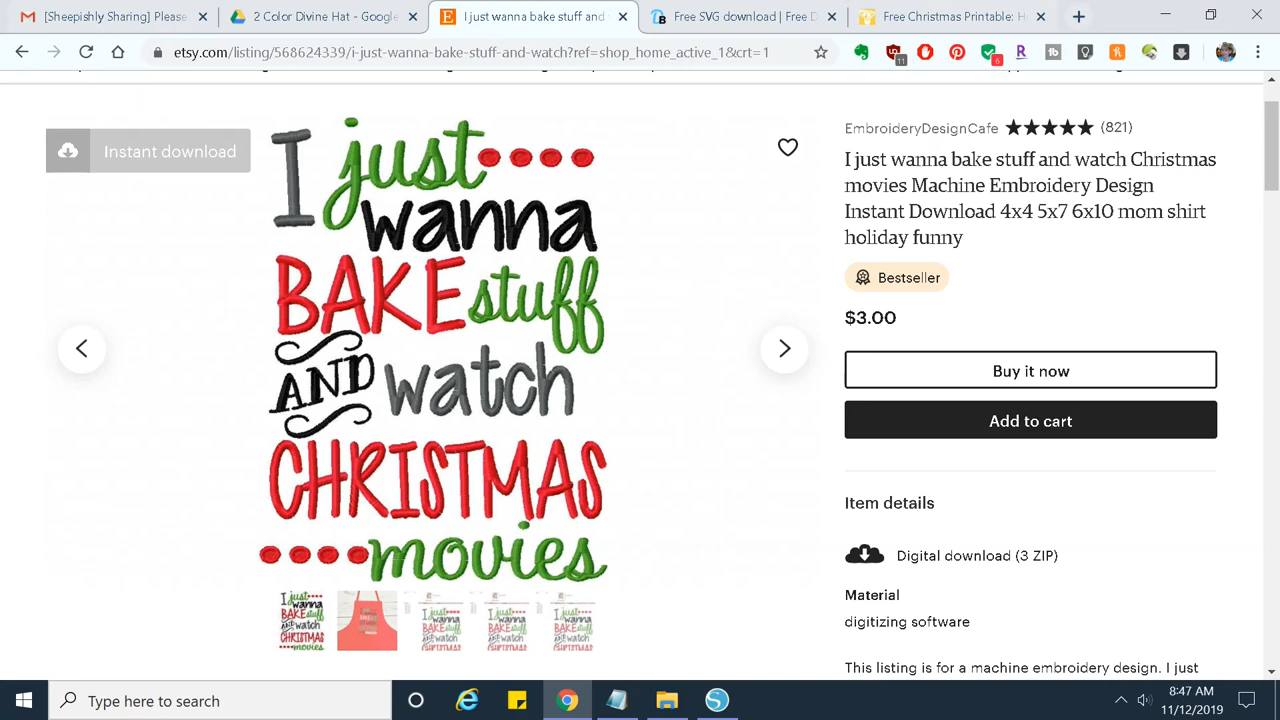 [Sheepishly Sharing] Please
2 Color Divine Hat - Google
I just wanna bake stuff and
Free SVG download | Free D
Free Christmas Printable: H
etsy.com/listing/568624339/i-just-wanna-bake-stuff-and-watch?ref=shop_home_active_1&crt=1
11
6
Instant download
I just
wanna
BAKE stuff
AND watch
CHRISTMAS
movies
EmbroideryDesignCafe ★★★★★ (821)
I just wanna bake stuff and watch Christmas
movies Machine Embroidery Design
Instant Download 4x4 5x7 6x10 mom shirt
holiday funny
Bestseller
$3.00
Buy it now
Add to cart
Item details
Digital download (3 ZIP)
Material
digitizing software
This listing is for a machine embroidery design. I just
Type here to search
8:47 AM
11/12/2019